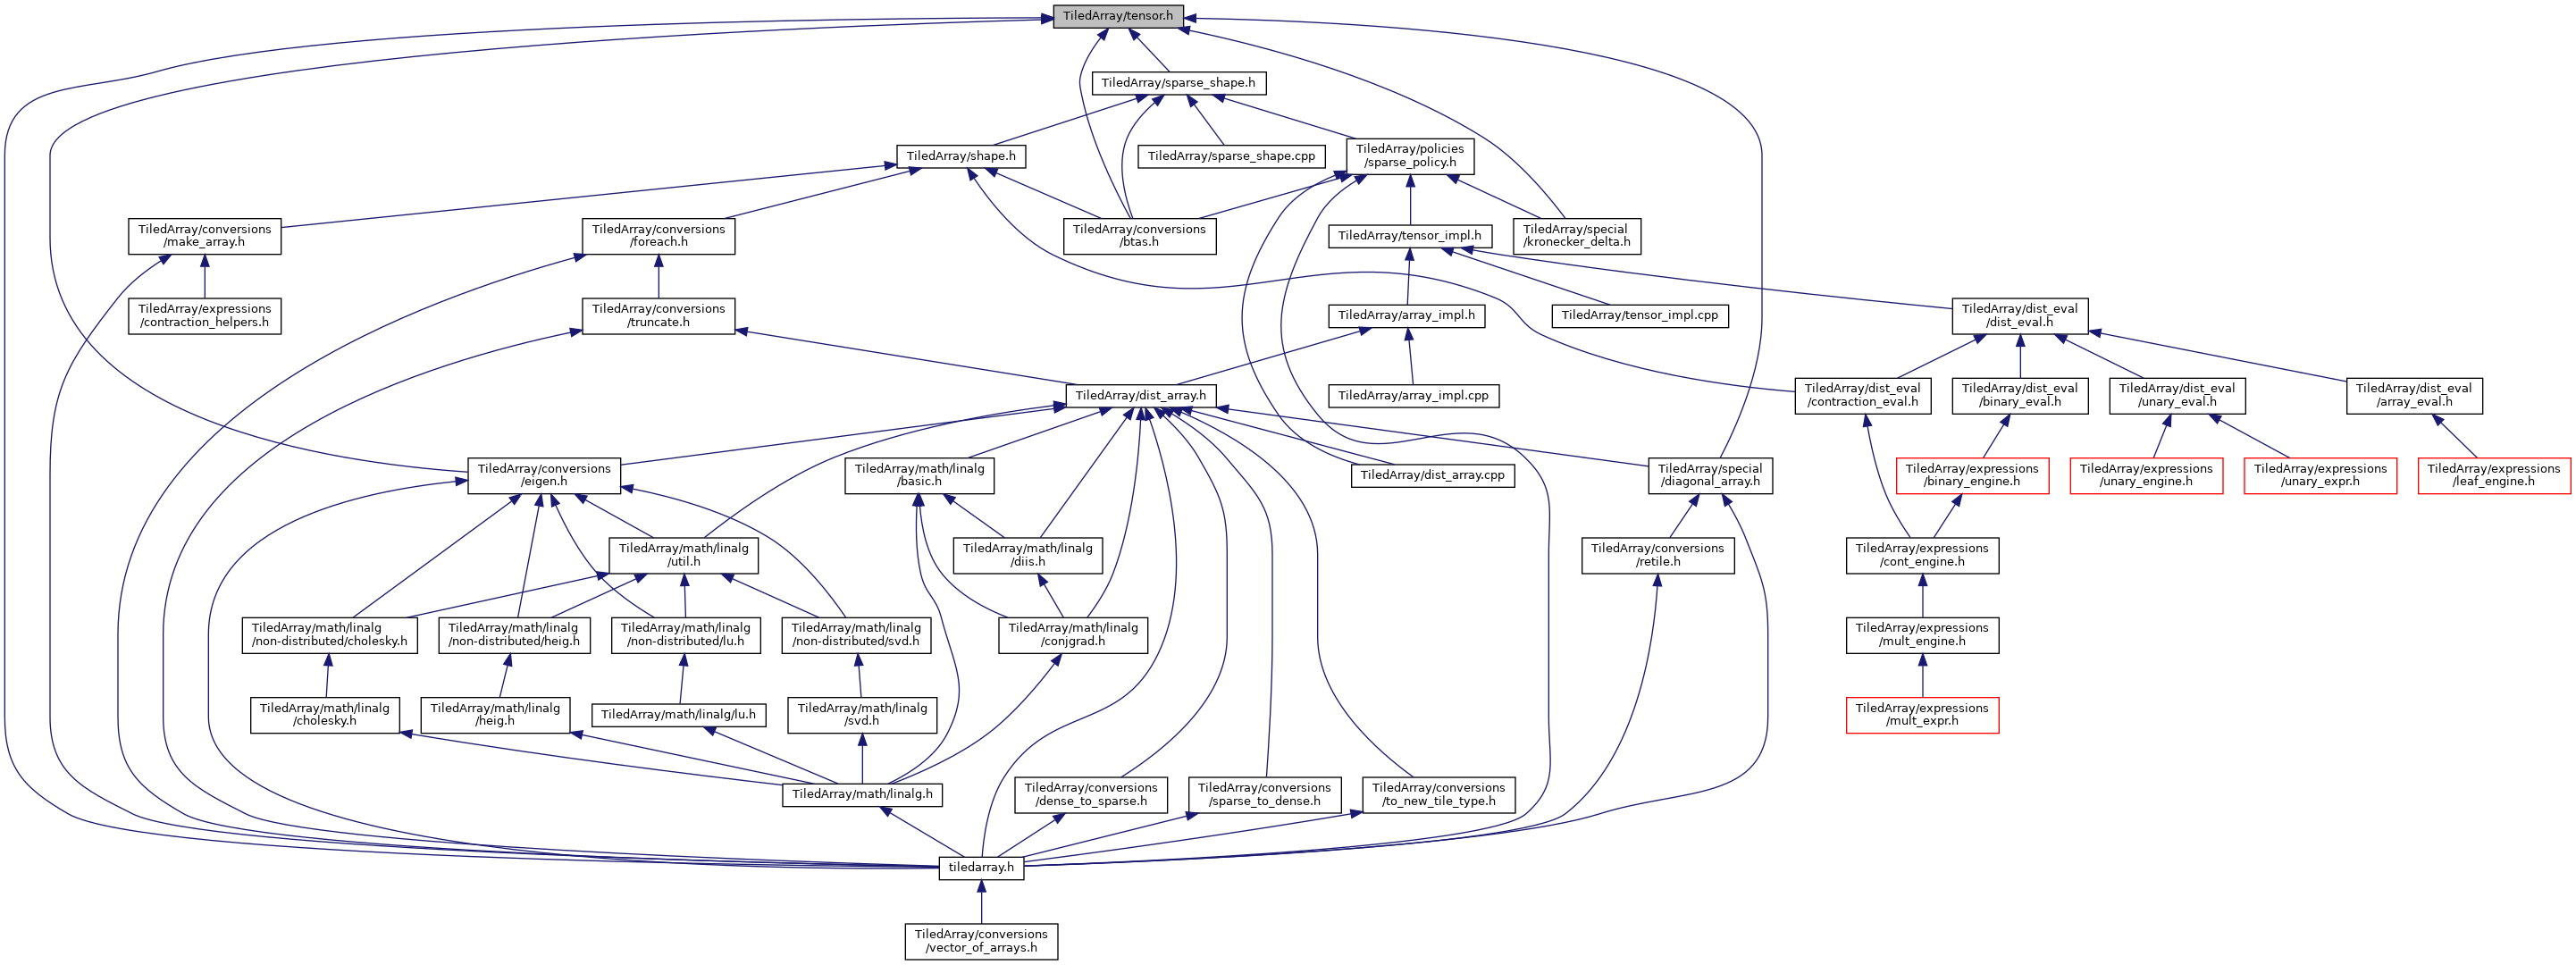 TiledArray/tensor.h
TiledArray/sparse_shape.h
TiledArray/shape.h
TiledArray/sparse_shape.cpp
TiledArray/policies
/sparse_policy.h
TiledArray/conversions
/make_array.h
TiledArray/conversions
/foreach.h
TiledArray/conversions
/btas.h
TiledArray/tensor_impl.h
TiledArray/special
/kronecker_delta.h
TiledArray/expressions
/contraction_helpers.h
TiledArray/conversions
/truncate.h
TiledArray/array_impl.h
TiledArray/tensor_impl.cpp
TiledArray/dist_eval
/dist_eval.h
TiledArray/dist_array.h
TiledArray/array_impl.cpp
TiledArray/dist_eval
/contraction_eval.h
TiledArray/dist_eval
/binary_eval.h
TiledArray/dist_eval
/unary_eval.h
TiledArray/dist_eval
/array_eval.h
TiledArray/conversions
/eigen.h
TiledArray/math/linalg
/basic.h
TiledArray/dist_array.cpp
TiledArray/special
/diagonal_array.h
TiledArray/expressions
/binary_engine.h
TiledArray/expressions
/unary_engine.h
TiledArray/expressions
/unary_expr.h
TiledArray/expressions
/leaf_engine.h
TiledArray/math/linalg
/util.h
TiledArray/math/linalg
/diis.h
TiledArray/conversions
/retile.h
TiledArray/expressions
/cont_engine.h
TiledArray/math/linalg
/non-distributed/cholesky.h
TiledArray/math/linalg
/non-distributed/heig.h
TiledArray/math/linalg
/non-distributed/lu.h
TiledArray/math/linalg
/non-distributed/svd.h
TiledArray/math/linalg
/conjgrad.h
TiledArray/expressions
/mult_engine.h
TiledArray/math/linalg
/cholesky.h
TiledArray/math/linalg
/heig.h
TiledArray/math/linalg/lu.h
TiledArray/math/linalg
/svd.h
TiledArray/expressions
/mult_expr.h
TiledArray/math/linalg.h
TiledArray/conversions
/dense_to_sparse.h
TiledArray/conversions
/sparse_to_dense.h
TiledArray/conversions
/to_new_tile_type.h
tiledarray.h
TiledArray/conversions
/vector_of_arrays.h